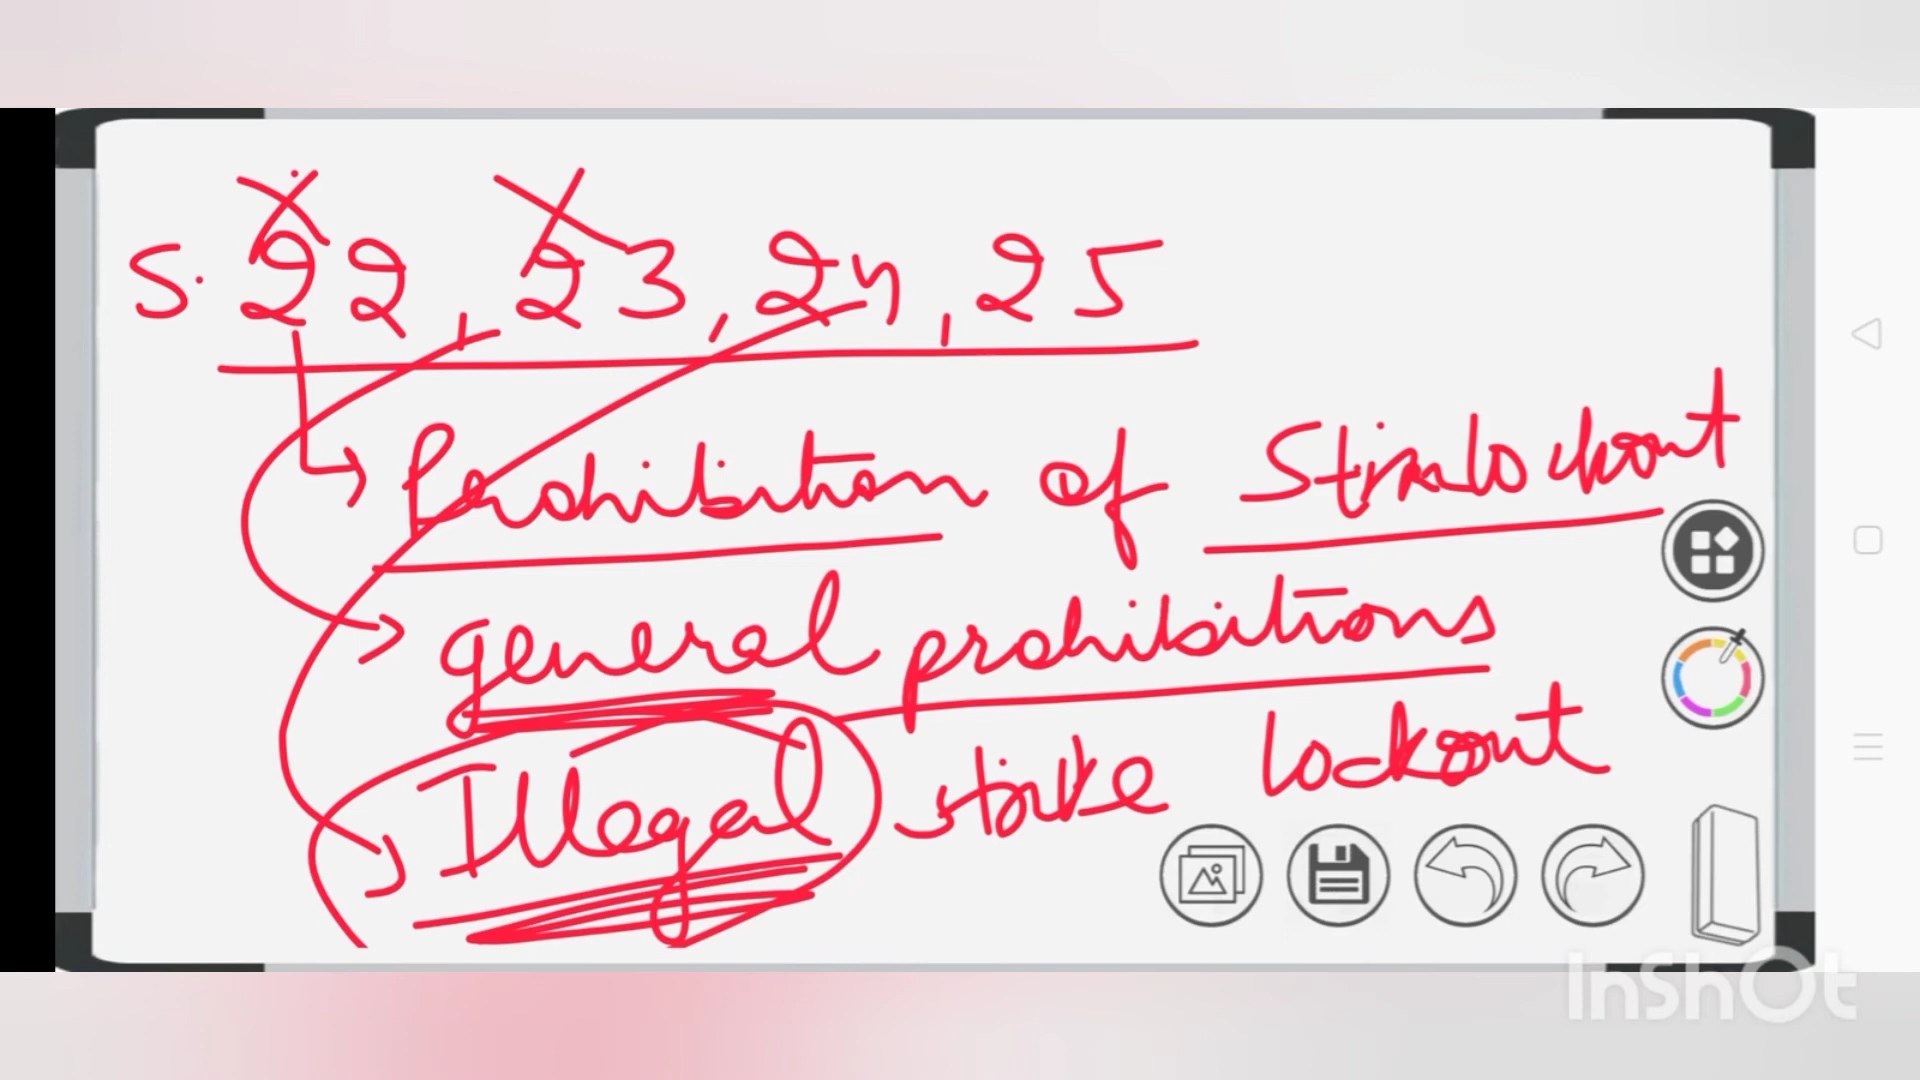 S. 22, 23, 24, 25
Prohibition of Strike lockout
general prohibitions
Illegal strike lockout
InShOt